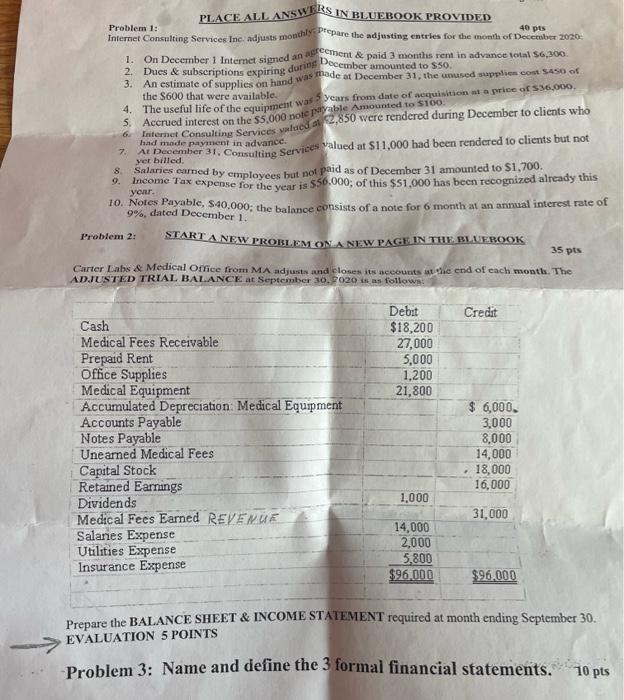 PLACE ALL ANSWERS IN BLUEBOOK PROVIDED
Problem 1: 40 pts
Internet Consulting Services Inc. adjusts monthly. Prepare the adjusting entries for the month of December 2020:
1. On December 1 Internet signed an agreement & paid 3 months rent in advance total $6,300.
2. Dues & subscriptions expiring during December amounted to $50.
3. An estimate of supplies on hand was made at December 31, the unused supplies cost $450 of
the $600 that were available.
4. The useful life of the equipment was 5 years from date of acquisition at a price of $36,000.
5. Accrued interest on the $5,000 note payable Amounted to $100.
6. Internet Consulting Services valued at $2,850 were rendered during December to clients who
had made payment in advance.
7. At December 31, Consulting Services valued at $11,000 had been rendered to clients but not
yet billed.
8. Salaries earned by employees but not paid as of December 31 amounted to $1,700.
9. Income Tax expense for the year is $56,000; of this $51,000 has been recognized already this
year.
10. Notes Payable, $40,000; the balance consists of a note for 6 month at an annual interest rate of
9%, dated December 1.
Problem 2: START A NEW PROBLEM ON A NEW PAGE IN THE BLUEBOOK
35 pts
Carter Labs & Medical Office from MA adjusts and closes its accounts at the end of each month. The
ADJUSTED TRIAL BALANCE at September 30, 2020 is as follows:
Debit Credit
Cash $18,200
Medical Fees Receivable 27,000
Prepaid Rent 5,000
Office Supplies 1,200
Medical Equipment 21,800
Accumulated Depreciation: Medical Equipment $ 6,000.
Accounts Payable 3,000
Notes Payable 8,000
Unearned Medical Fees 14,000
Capital Stock 18,000
Retained Earnings 16,000
Dividends 1,000
Medical Fees Earned REVENUE 31,000
Salaries Expense 14,000
Utilities Expense 2,000
Insurance Expense 5,800
$96,000 $96,000
Prepare the BALANCE SHEET & INCOME STATEMENT required at month ending September 30.
EVALUATION 5 POINTS
Problem 3: Name and define the 3 formal financial statements. 10 pts